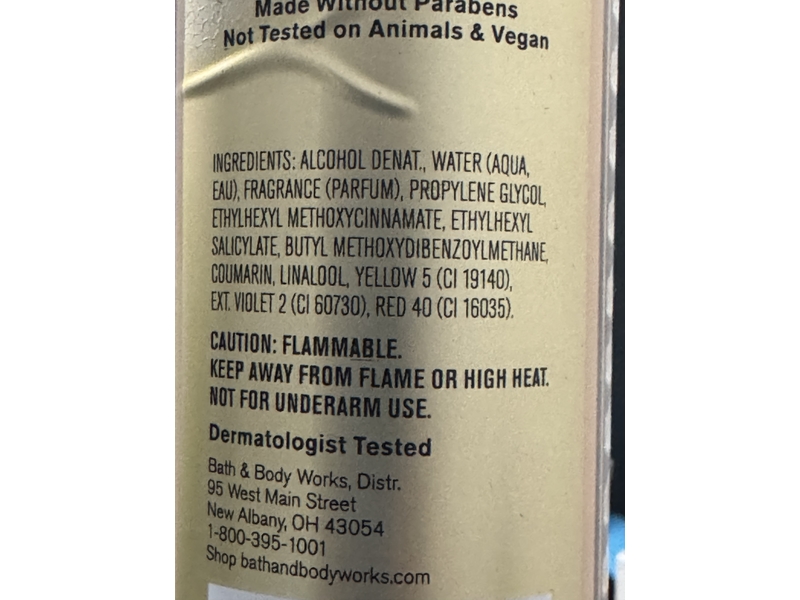 Made Without Parabens
Not Tested on Animals & Vegan
INGREDIENTS: ALCOHOL DENAT., WATER (AQUA,
EAU), FRAGRANCE (PARFUM), PROPYLENE GLYCOL,
ETHYLHEXYL METHOXYCINNAMATE, ETHYLHEXYL
SALICYLATE, BUTYL METHOXYDIBENZOYLMETHANE,
COUMARIN, LINALOOL, YELLOW 5 (CI 19140),
EXT. VIOLET 2 (CI 60730), RED 40 (CI 16035).
CAUTION: FLAMMABLE.
KEEP AWAY FROM FLAME OR HIGH HEAT.
NOT FOR UNDERARM USE.
Dermatologist Tested
Bath & Body Works, Distr.
95 West Main Street
New Albany, OH 43054
1-800-395-1001
Shop bathandbodyworks.com